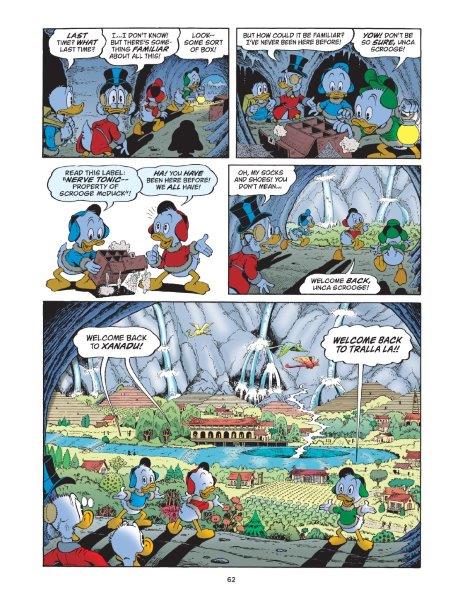 LAST
TIME? WHAT
LAST
TIME?
I...I DON'T KNOW!
BUT THERE'S SOME-
THING FAMILIAR
ABOUT ALL THIS!
LOOK--
SOME SORT
OF BOX!
BUT HOW COULD IT BE FAMILIAR?
I'VE NEVER BEEN HERE BEFORE!
YOW! DON'T BE
SO SURE, UNCA
SCROOGE!
READ THIS LABEL:
"NERVE TONIC--
PROPERTY OF
SCROOGE McDUCK"!
HA! YOU HAVE
BEEN HERE BEFORE!
WE ALL HAVE!
OH, MY SOCKS
AND SHOES! YOU
DON'T MEAN...
WELCOME BACK,
UNCA SCROOGE!
WELCOME BACK
TO XANADU!
WELCOME BACK
TO TRALLA LA!!
62